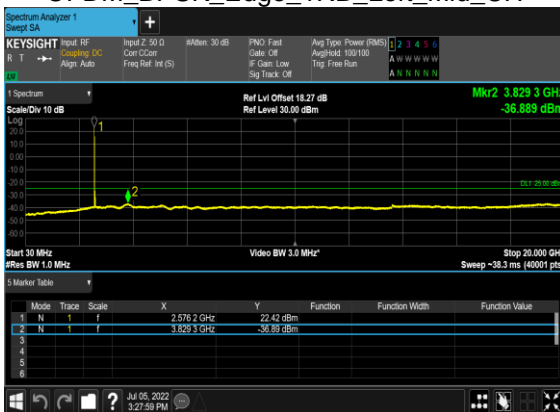 Spectrum Analyzer 1
Swept SA
KEYSIGHT
R T
Input: RF
Coupling: DC
Align: Auto
Input Z: 50 Ω
Corr CCorr
Freq Ref: Int (S)
#Atten: 30 dB
PNO: Fast
Gate: Off
IF Gain: Low
Sig Track: Off
Avg Type: Power (RMS)
Avg|Hold: 100/100
Trig: Free Run
1 2 3 4 5 6
A W W W W W
A N N N N N
1 Spectrum
Scale/Div 10 dB
Ref Lvl Offset 18.27 dB
Ref Level 30.00 dBm
Mkr2 3.829 3 GHz
-36.889 dBm
Log
20.0
10.0
0.00
-10.0
-20.0
-30.0
-40.0
-50.0
-60.0
1
2
DL1 -25.00 dBm
Start 30 MHz
#Res BW 1.0 MHz
Video BW 3.0 MHz*
Stop 20.000 GHz
Sweep ~38.3 ms (40001 pts)
5 Marker Table
Mode Trace Scale X Y Function Function Width Function Value
1 N 1 f 2.576 2 GHz 22.42 dBm
2 N 1 f 3.829 3 GHz -36.89 dBm
3
4
5
6
Jul 05, 2022
3:27:59 PM